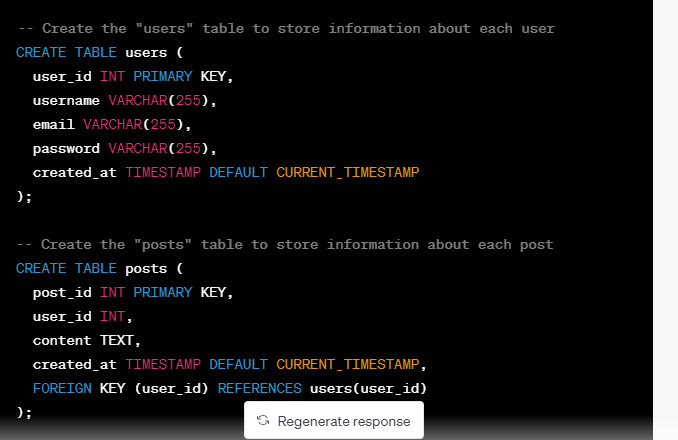 -- Create the "users" table to store information about each user
CREATE TABLE users (
  user_id INT PRIMARY KEY,
  username VARCHAR(255),
  email VARCHAR(255),
  password VARCHAR(255),
  created_at TIMESTAMP DEFAULT CURRENT_TIMESTAMP
);
-- Create the "posts" table to store information about each post
CREATE TABLE posts (
  post_id INT PRIMARY KEY,
  user_id INT,
  content TEXT,
  created_at TIMESTAMP DEFAULT CURRENT_TIMESTAMP,
  FOREIGN KEY (user_id) REFERENCES users(user_id)
);
Regenerate response